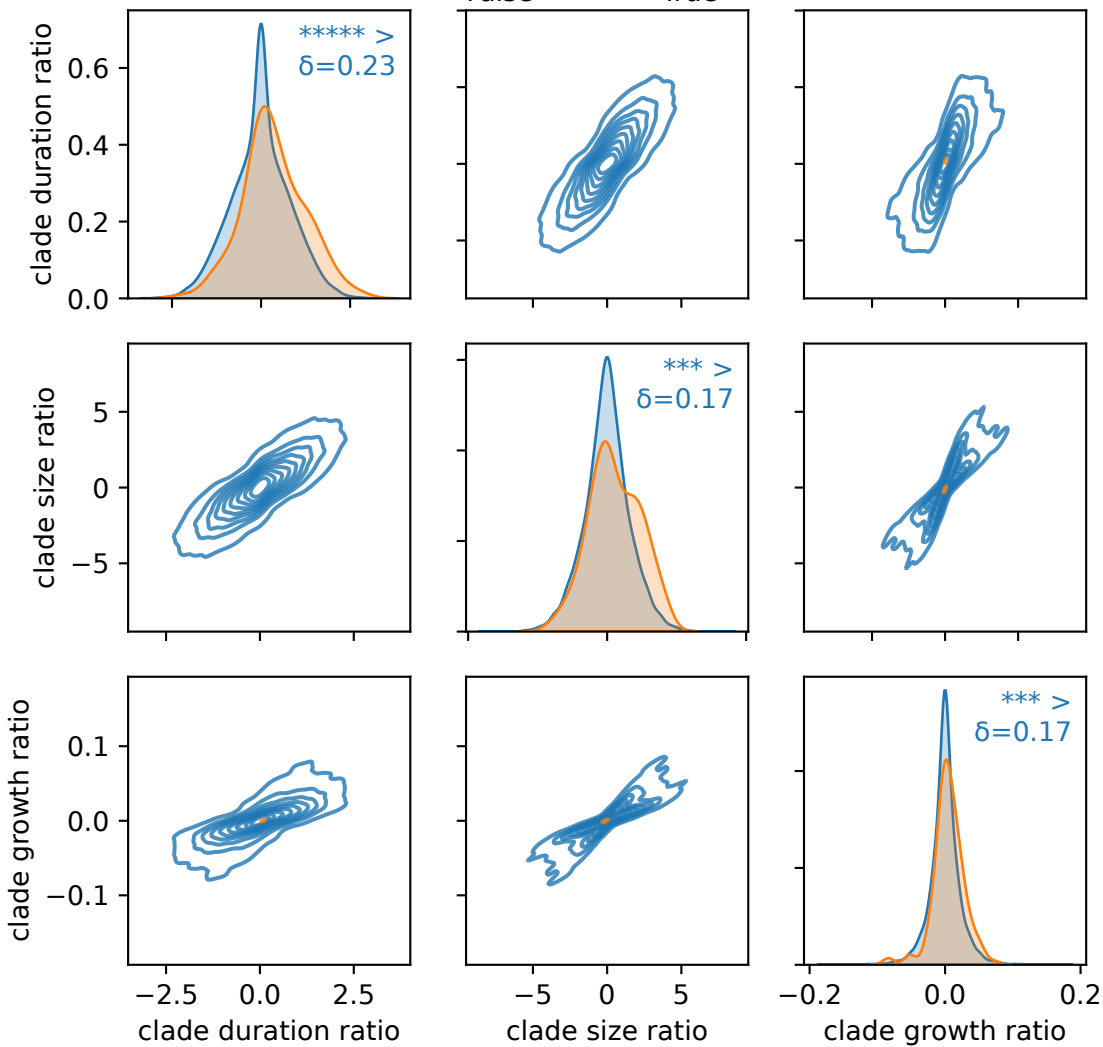 ***** >
δ=0.23
clade duration ratio
0.6
0.4
0.2
0.0
*** >
δ=0.17
clade size ratio
5
0
−5
*** >
δ=0.17
clade growth ratio
0.1
0.0
−0.1
−2.5 0.0 2.5
−5 0 5
−0.2 0.0 0.2
clade duration ratio
clade size ratio
clade growth ratio